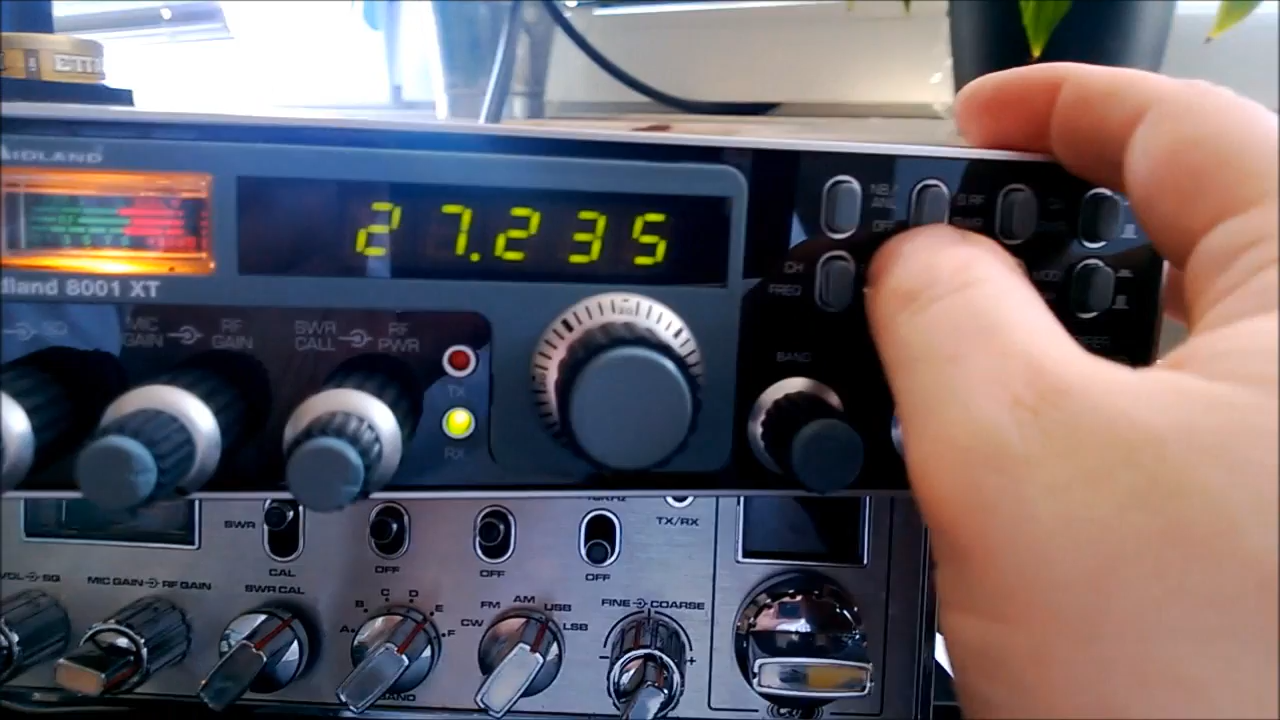 MIDLAND
27.235
NB/
ANL
OFF
CH
FREQ
dland 8001 XT
SQ
MIC
GAIN
RF
GAIN
SWR
CALL
RF
PWR
TX
RX
BAND
SWR
CAL
OFF
OFF
OFF
TX/RX
VOL SQ
MIC GAIN RF GAIN
SWR CAL
A B C D E F
BAND
CW FM AM USB LSB
FINE COARSE
- +